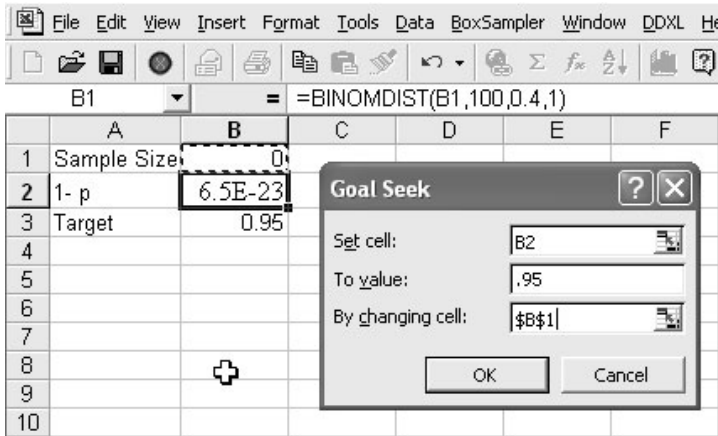 File Edit View Insert Format Tools Data BoxSampler Window DDXL He
B1 = =BINOMDIST(B1,100,0.4,1)
A B C D E F
1 Sample Size 0
2 1- p 6.5E-23
3 Target 0.95
4
5
6
7
8
9
10
Goal Seek
Set cell: B2
To value: .95
By changing cell: $B$1
OK Cancel